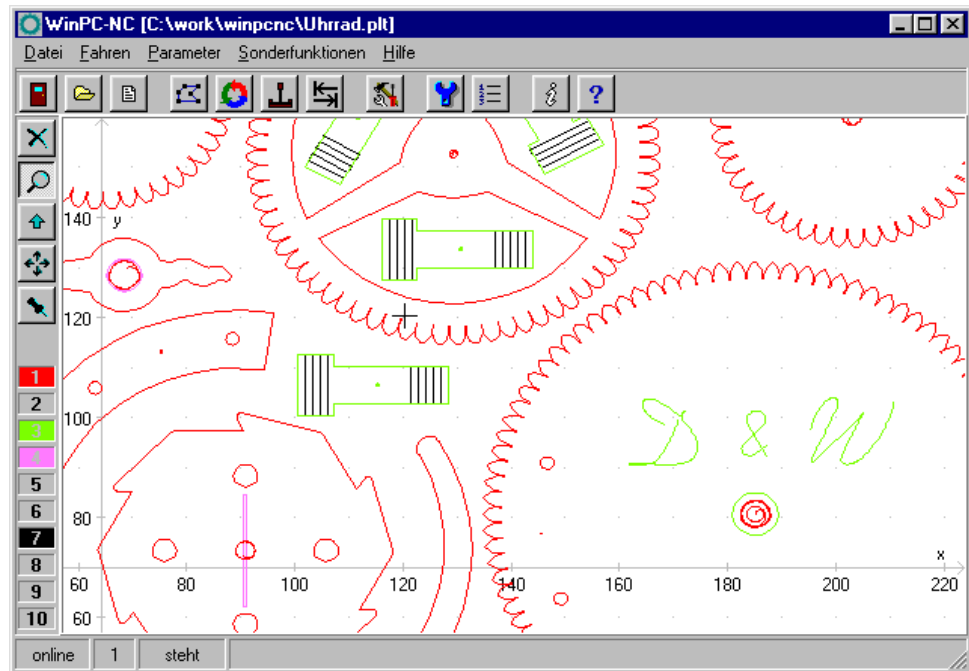 WinPC-NC [C:\work\winpcnc\Uhrrad.plt]
Datei Fahren Parameter Sonderfunktionen Hilfe
140
y
120
1
2
100
3
4
D & W
5
6
80
7
x
8
60 80 100 120 140 160 180 200 220
9
60
10
online 1 steht